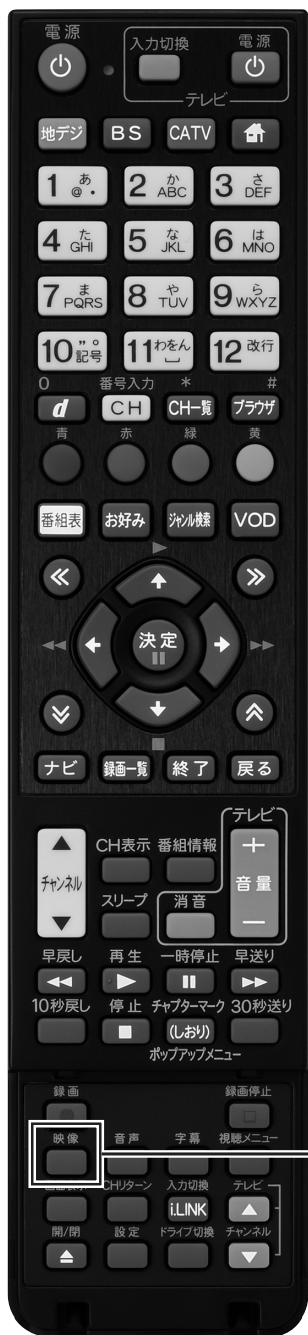 電源 入力切換 電源
テレビ
地デジ BS CATV
1 あ @. 2 か ABC 3 さ DEF
4 た GHI 5 な JKL 6 は MNO
7 ま PQRS 8 や TUV 9 ら WXYZ
10 ゛゜ 記号 11 わをん 12 改行
0 番号入力 * #
d CH CH一覧 ブラウザ
青 赤 緑 黄
番組表 お好み ジャンル検索 VOD
決定
ナビ 録画一覧 終了 戻る
テレビ
チャンネル CH表示 番組情報 + 音量 −
スリープ 消音
早戻し 再生 一時停止 早送り
10秒戻し 停止 チャプターマーク 30秒送り
(しおり)
ポップアップメニュー
録画 録画停止
映像 音声 字幕 視聴メニュー
画面表示 CHリターン 入力切換 テレビ
i.LINK
開/閉 設定 ドライブ切換 チャンネル